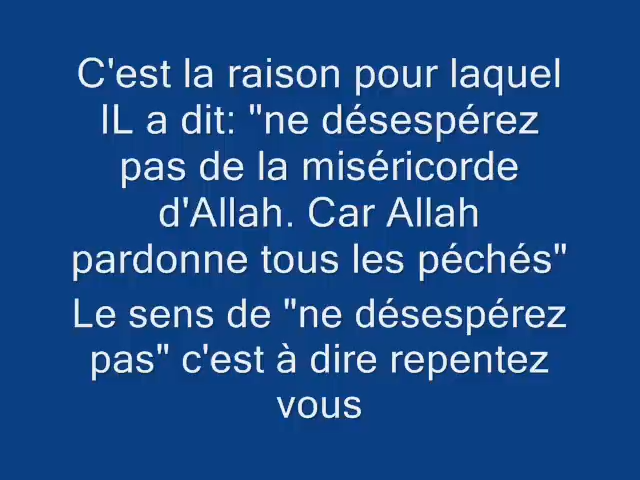 C'est la raison pour laquel
IL a dit: "ne désespérez
pas de la miséricorde
d'Allah. Car Allah
pardonne tous les péchés"
Le sens de "ne désespérez
pas" c'est à dire repentez
vous